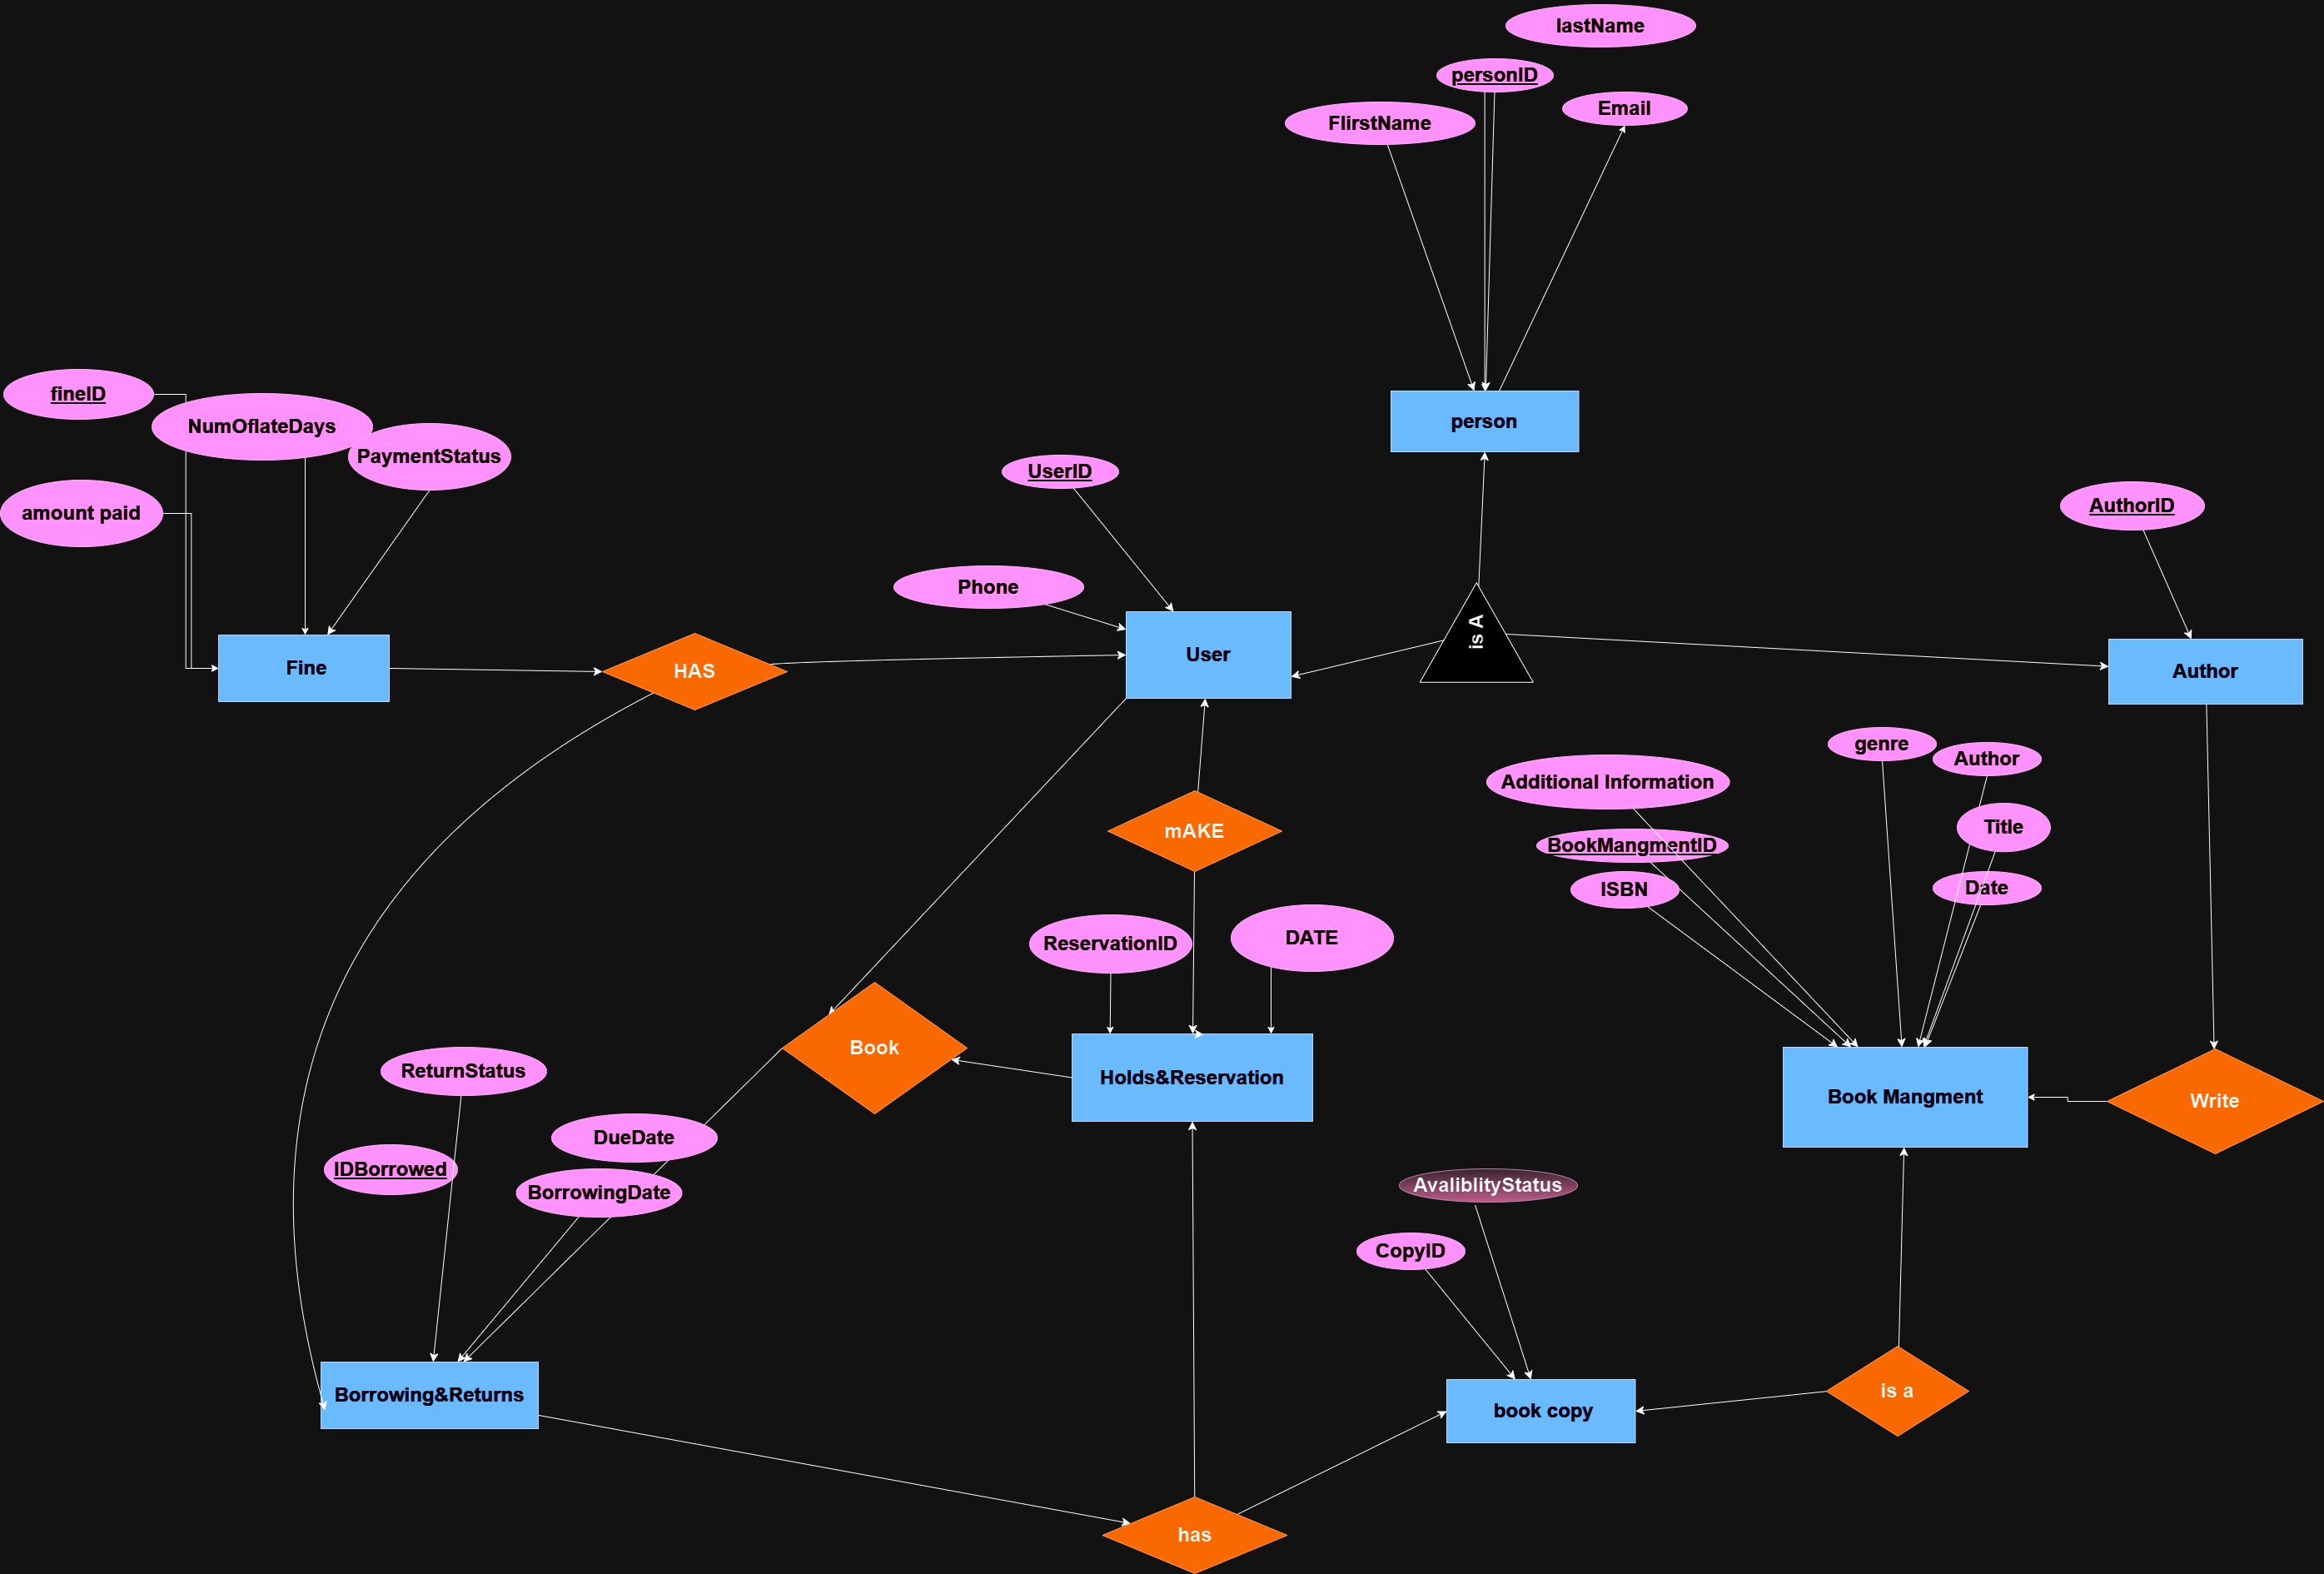 lastName
personID
Email
FlirstName
fineID
NumOflateDays
person
PaymentStatus
UserID
amount paid
AuthorID
Phone
is A
User
Fine
HAS
Author
genre
Author
Additional Information
Title
mAKE
BookMangmentID
Date
ISBN
DATE
ReservationID
Book
ReturnStatus
Holds&Reservation
Book Mangment
Write
DueDate
IDBorrowed
AvaliblityStatus
BorrowingDate
CopyID
is a
Borrowing&Returns
book copy
has